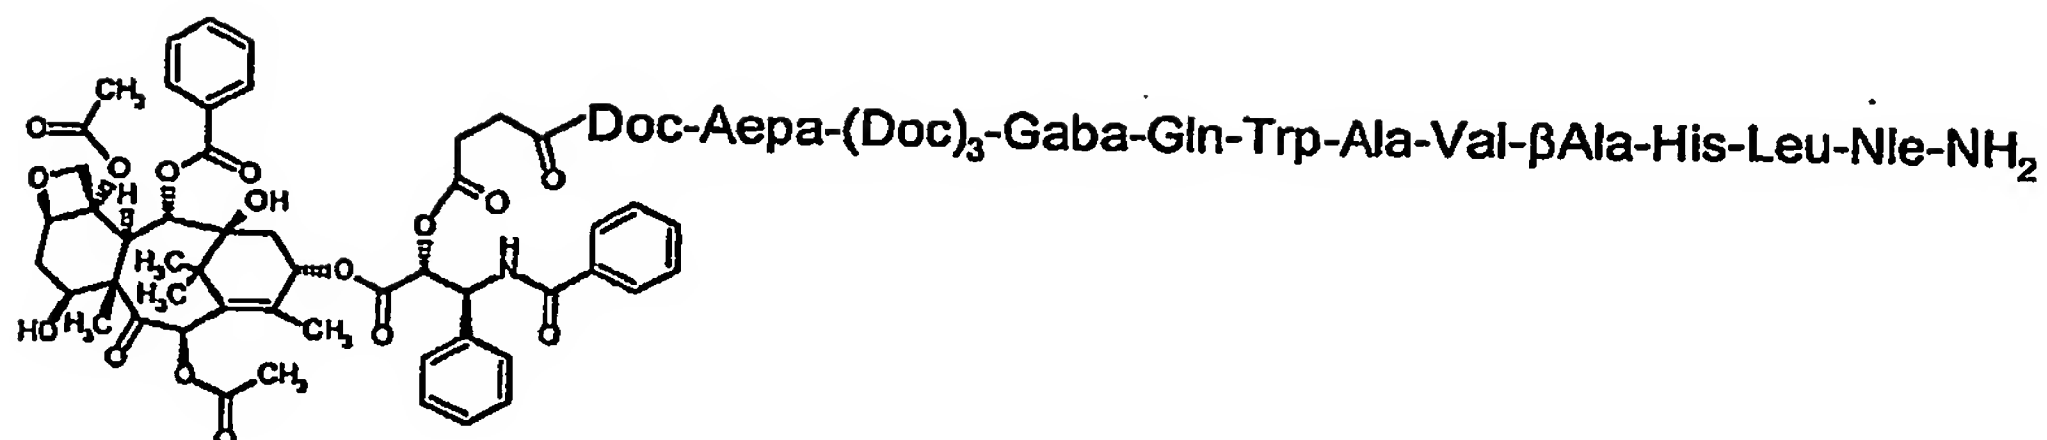 CH₃
O
Doc-Aepa-(Doc)₃-Gaba-Gln-Trp-Ala-Val-βAla-His-Leu-Nle-NH₂
O O O
O O
H
OH O
O
H
N
H₃C O
H₃C
HO H₃C CH₃ O O
O
O CH₃
O